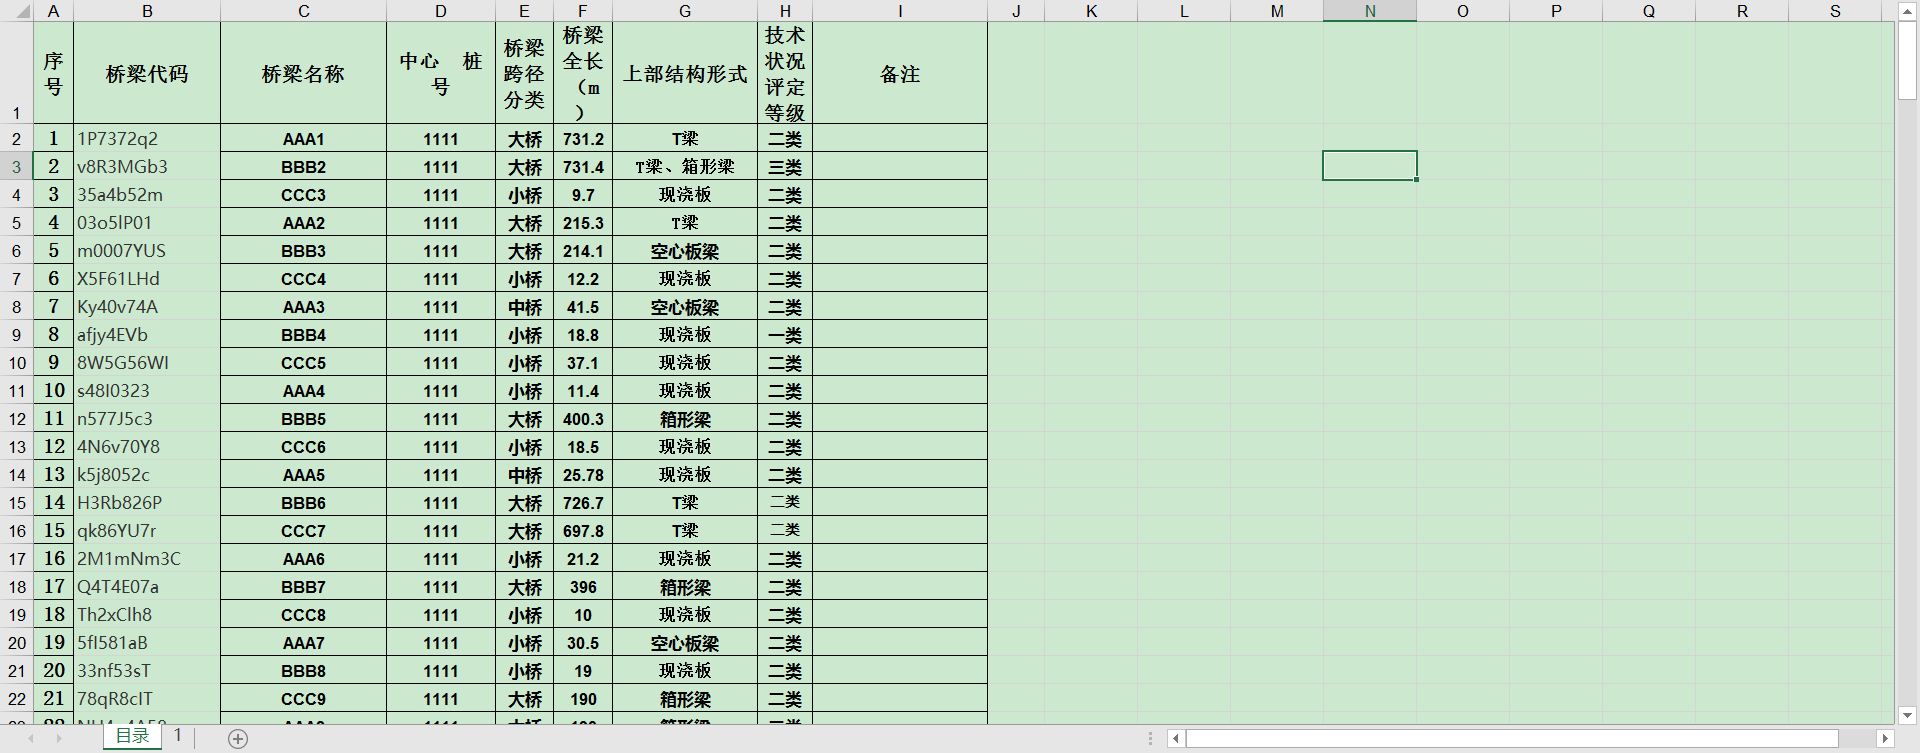 A B C D E F G H I J K L M N O P Q R S
1 序号 桥梁代码 桥梁名称 中心 桩号 桥梁跨径分类 桥梁全长（m） 上部结构形式 技术状况评定等级 备注
2 1 1P7372q2 AAA1 1111 大桥 731.2 T梁 二类
3 2 v8R3MGb3 BBB2 1111 大桥 731.4 T梁、箱形梁 三类
4 3 35a4b52m CCC3 1111 小桥 9.7 现浇板 二类
5 4 03o5lP01 AAA2 1111 大桥 215.3 T梁 二类
6 5 m0007YUS BBB3 1111 大桥 214.1 空心板梁 二类
7 6 X5F61LHd CCC4 1111 小桥 12.2 现浇板 二类
8 7 Ky40v74A AAA3 1111 中桥 41.5 空心板梁 二类
9 8 afjy4EVb BBB4 1111 小桥 18.8 现浇板 一类
10 9 8W5G56WI CCC5 1111 小桥 37.1 现浇板 二类
11 10 s48I0323 AAA4 1111 小桥 11.4 现浇板 二类
12 11 n577J5c3 BBB5 1111 大桥 400.3 箱形梁 二类
13 12 4N6v70Y8 CCC6 1111 小桥 18.5 现浇板 二类
14 13 k5j8052c AAA5 1111 中桥 25.78 现浇板 二类
15 14 H3Rb826P BBB6 1111 大桥 726.7 T梁 二类
16 15 qk86YU7r CCC7 1111 大桥 697.8 T梁 二类
17 16 2M1mNm3C AAA6 1111 小桥 21.2 现浇板 二类
18 17 Q4T4E07a BBB7 1111 大桥 396 箱形梁 二类
19 18 Th2xClh8 CCC8 1111 小桥 10 现浇板 二类
20 19 5fI581aB AAA7 1111 小桥 30.5 空心板梁 二类
21 20 33nf53sT BBB8 1111 小桥 19 现浇板 二类
22 21 78qR8cIT CCC9 1111 大桥 190 箱形梁 二类
目录 1